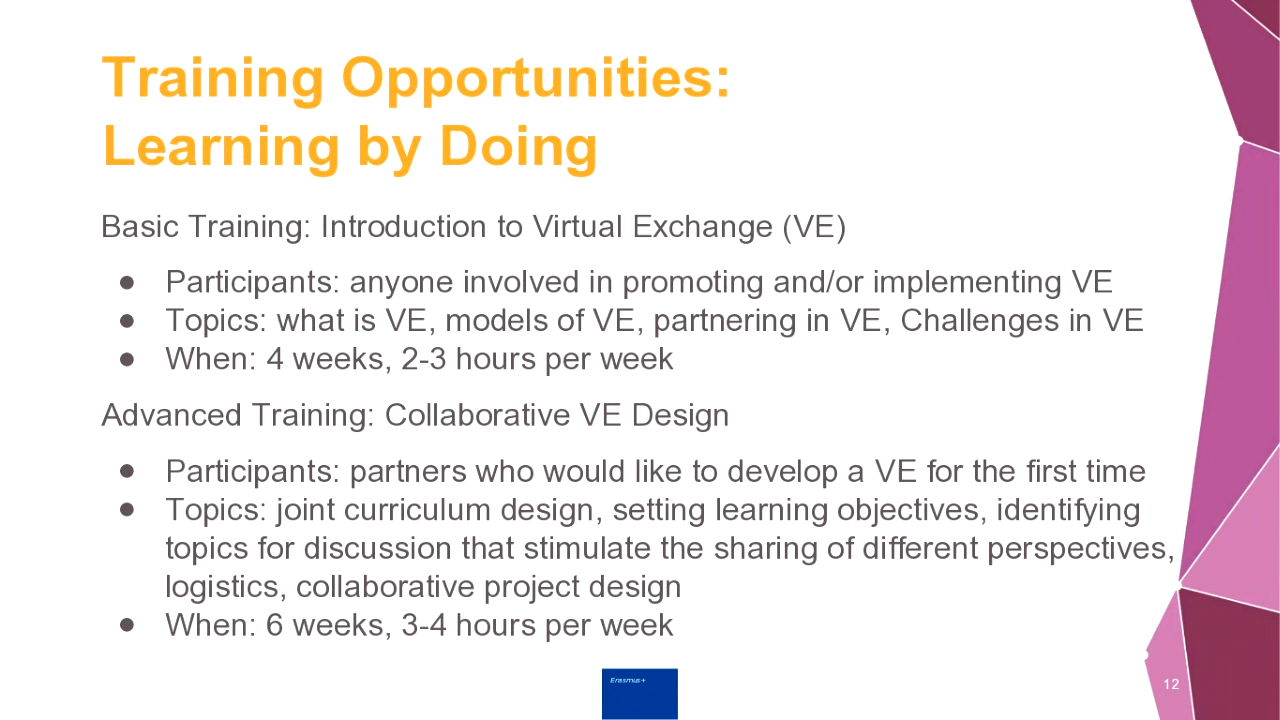 Training Opportunities:
Learning by Doing
Basic Training: Introduction to Virtual Exchange (VE)
● Participants: anyone involved in promoting and/or implementing VE
● Topics: what is VE, models of VE, partnering in VE, Challenges in VE
● When: 4 weeks, 2-3 hours per week
Advanced Training: Collaborative VE Design
● Participants: partners who would like to develop a VE for the first time
● Topics: joint curriculum design, setting learning objectives, identifying
topics for discussion that stimulate the sharing of different perspectives,
logistics, collaborative project design
● When: 6 weeks, 3-4 hours per week
Erasmus+
12